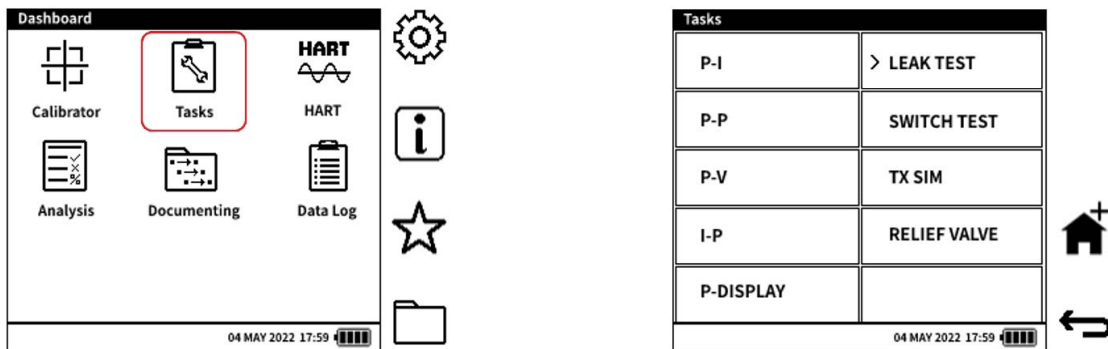 Dashboard
HART
Calibrator Tasks HART
Analysis Documenting Data Log
04 MAY 2022 17:59
Tasks
P-I > LEAK TEST
P-P SWITCH TEST
P-V TX SIM
I-P RELIEF VALVE
P-DISPLAY
04 MAY 2022 17:59